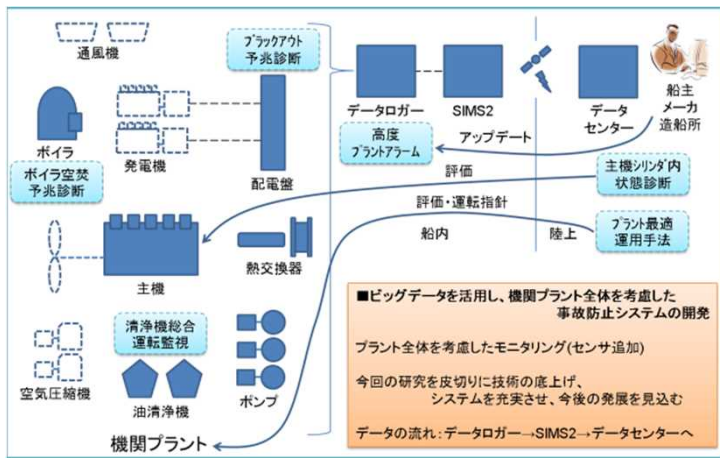 通風機
ブラックアウト
予兆診断
ボイラ
ボイラ空焚
予兆診断
発電機
配電盤
データロガー
SIMS2
データ
センター
船主
メーカ
造船所
高度
プラントアラーム
アップデート
評価
主機シリンダ内
状態診断
評価・運転指針
プラント最適
運用手法
船内
陸上
主機
熱交換器
清浄機総合
運転監視
空気圧縮機
油清浄機
ポンプ
機関プラント
■ビッグデータを活用し、機関プラント全体を考慮した
事故防止システムの開発
プラント全体を考慮したモニタリング(センサ追加)
今回の研究を皮切りに技術の底上げ、
システムを充実させ、今後の発展を見込む
データの流れ:データロガー→SIMS2→データセンターへ